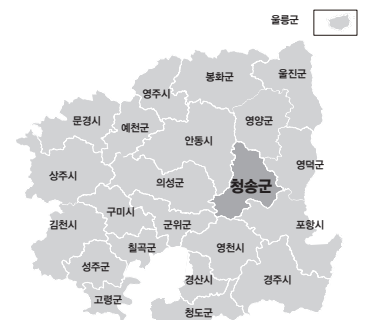 울릉군
봉화군
울진군
영주시
문경시
예천군
영양군
안동시
영덕군
상주시
의성군
청송군
구미시
김천시
군위군
포항시
칠곡군
영천시
성주군
경산시
경주시
고령군
청도군